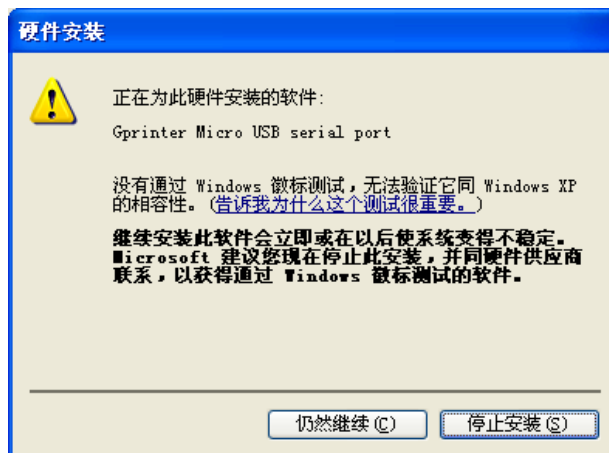 硬件安装
正在为此硬件安装的软件:
Gprinter Micro USB serial port
没有通过 Windows 徽标测试，无法验证它同 Windows XP
的相容性。(告诉我为什么这个测试很重要。)
继续安装此软件会立即或在以后使系统变得不稳定。
Microsoft 建议您现在停止此安装，并同硬件供应商
联系，以获得通过 Windows 徽标测试的软件。
仍然继续(C)
停止安装(S)